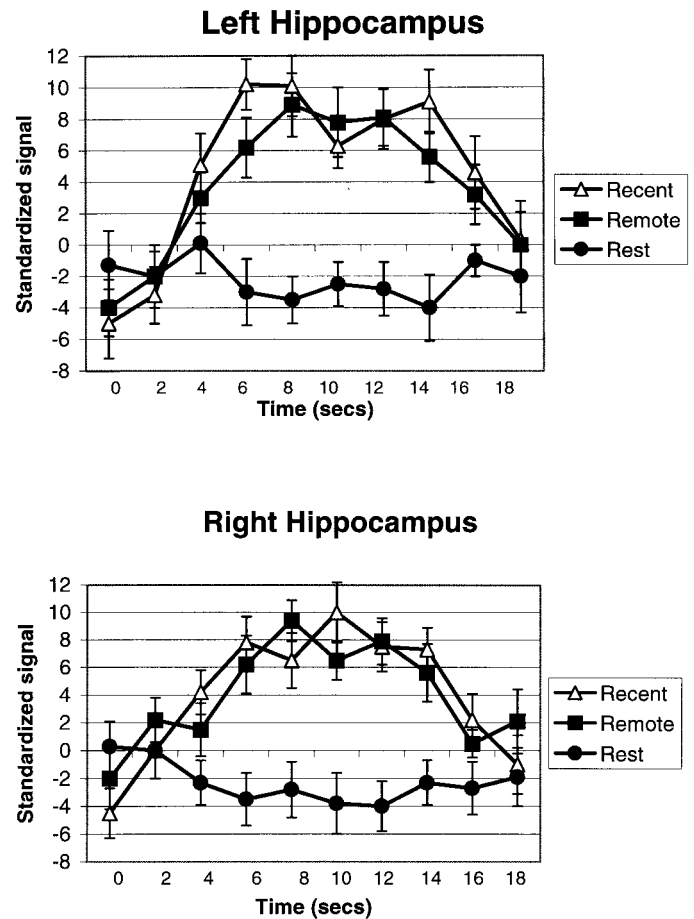 Left Hippocampus
12
10
8
6
4
2
0
-2
-4
-6
-8
Standardized signal
0 2 4 6 8 10 12 14 16 18
Time (secs)
Recent
Remote
Rest
Right Hippocampus
12
10
8
6
4
2
0
-2
-4
-6
-8
Standardized signal
0 2 4 6 8 10 12 14 16 18
Time (secs)
Recent
Remote
Rest